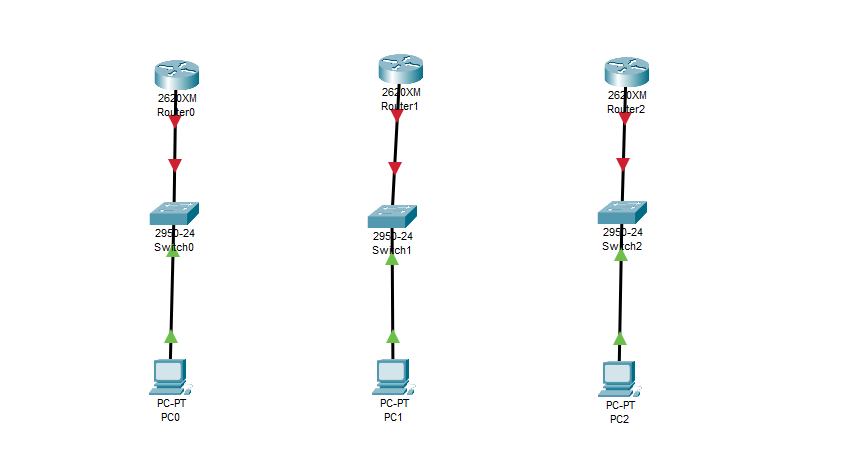 2620XM
Router0
2620XM
Router1
2620XM
Router2
2950-24
Switch0
2950-24
Switch1
2950-24
Switch2
PC-PT
PC0
PC-PT
PC1
PC-PT
PC2